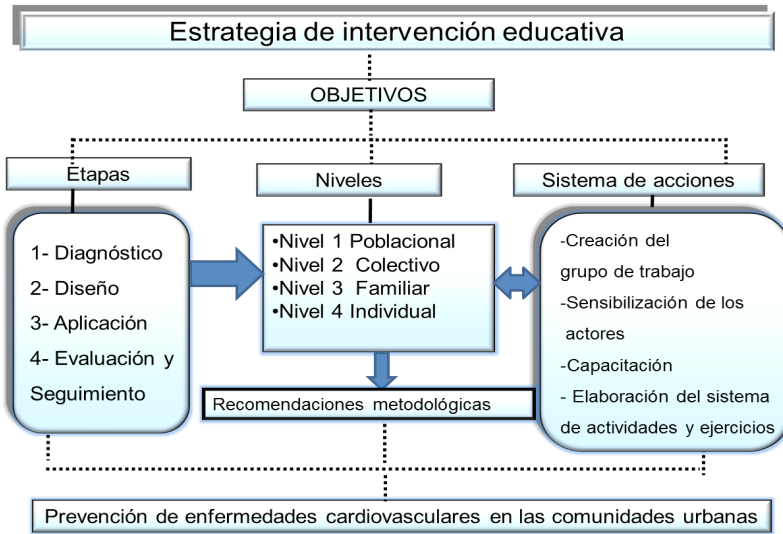 Estrategia de intervención educativa
OBJETIVOS
Etapas
Niveles
Sistema de acciones
1- Diagnóstico
2- Diseño
3- Aplicación
4- Evaluación y
Seguimiento
•Nivel 1 Poblacional
•Nivel 2 Colectivo
•Nivel 3 Familiar
•Nivel 4 Individual
-Creación del
grupo de trabajo
-Sensibilización de los
actores
-Capacitación
- Elaboración del sistema
de actividades y ejercicios
Recomendaciones metodológicas
Prevención de enfermedades cardiovasculares en las comunidades urbanas